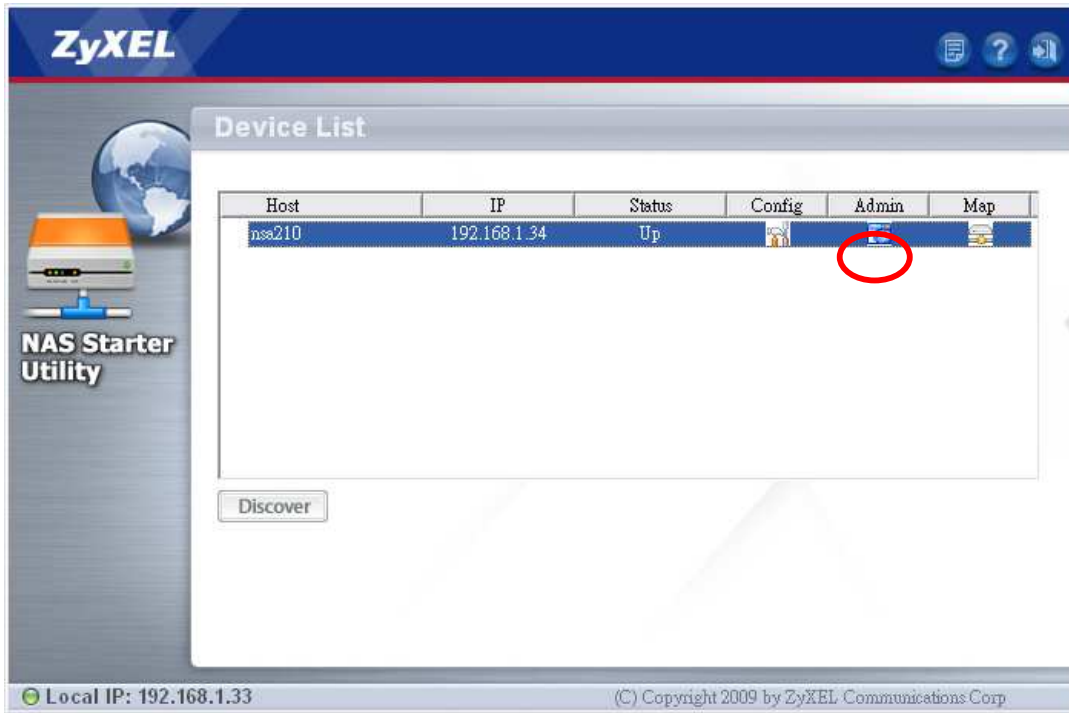 ZyXEL
Device List
Host IP Status Config Admin Map
nsa210 192.168.1.34 Up
NAS Starter
Utility
Discover
Local IP: 192.168.1.33
(C) Copyright 2009 by ZyXEL Communications Corp